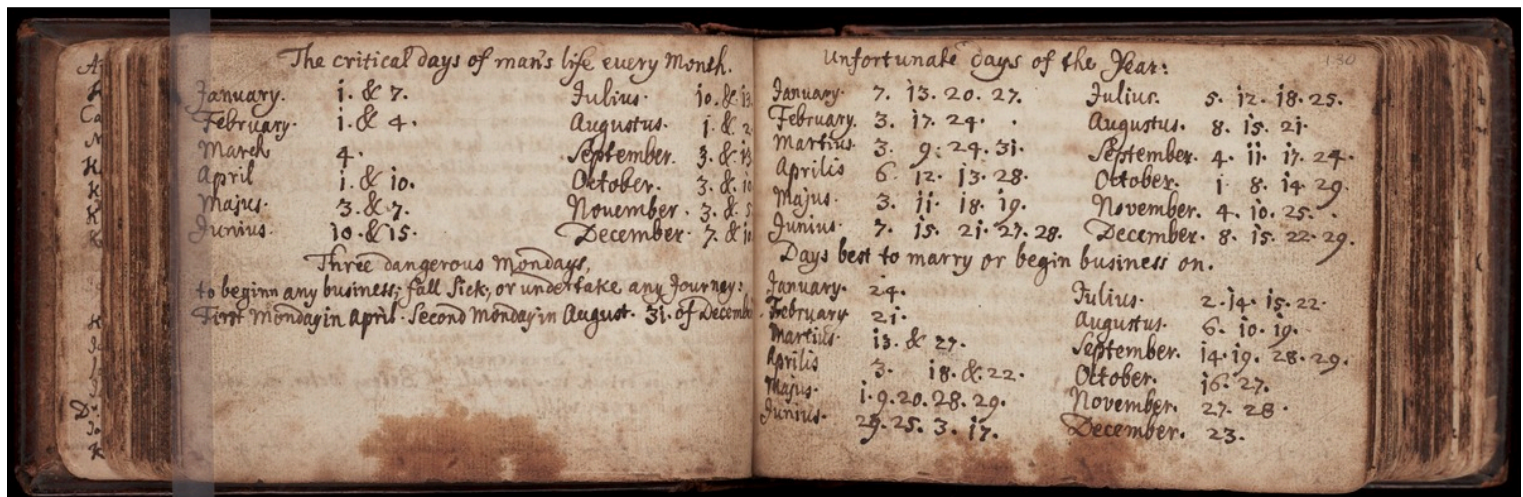 The critical days of man's life every Month.
January. 1. & 7. Julius. 10. &
February. 1. & 4. Augustus. 1. &
March 4. September. 3. &
April 1. & 10. October. 3. &
Majus. 3. & 7. November. 3. &
Junius. 10. & 15. December. 7. &
Three dangerous Mondays,
to beginn any business; fall Sick, or undertake any Journey:
First Monday in April. Second Monday in August. 31. of
Unfortunate days of the Year:
130
January. 7. 13. 20. 27. Julius. 5. 12. 18. 25.
February. 3. 17. 24. Augustus. 8. 15. 21.
Martius. 3. 9. 24. 31. September. 4. 11. 17. 24.
Aprilis 6. 12. 13. 28. October. 1 8. 14 29.
Majus. 3. 11. 18. 19. November. 4. 10. 25.
Junius. 7. 15. 21. 27. 28. December. 8. 15. 22. 29.
Days best to marry or begin business on.
January. 24. Julius. 2. 14. 15. 22.
February 21. Augustus. 6. 10. 19.
Martius. 13. & 27. September. 14. 19. 28. 29.
Aprilis 3. 18. & 22. October. 16. 27.
Majus. 1. 9. 20. 28. 29. November. 27. 28.
Junius. 25. 3. 17. December. 23.